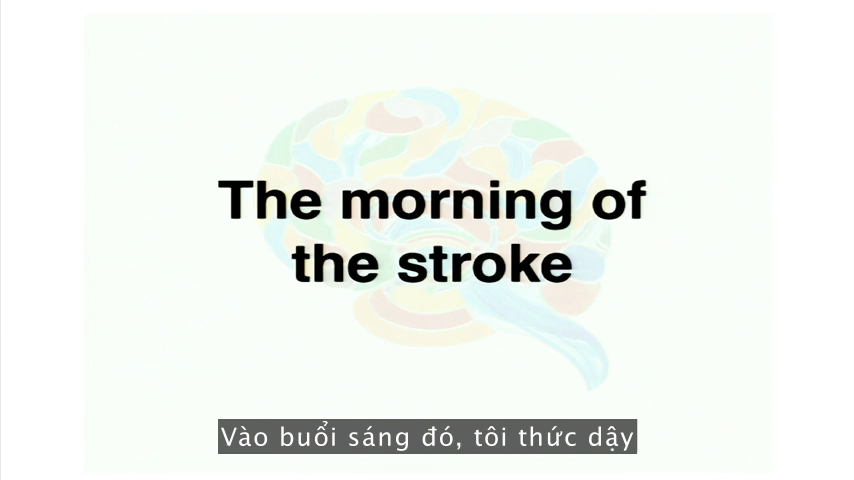 The morning of
the stroke
Vào buổi sáng đó, tôi thức dậy